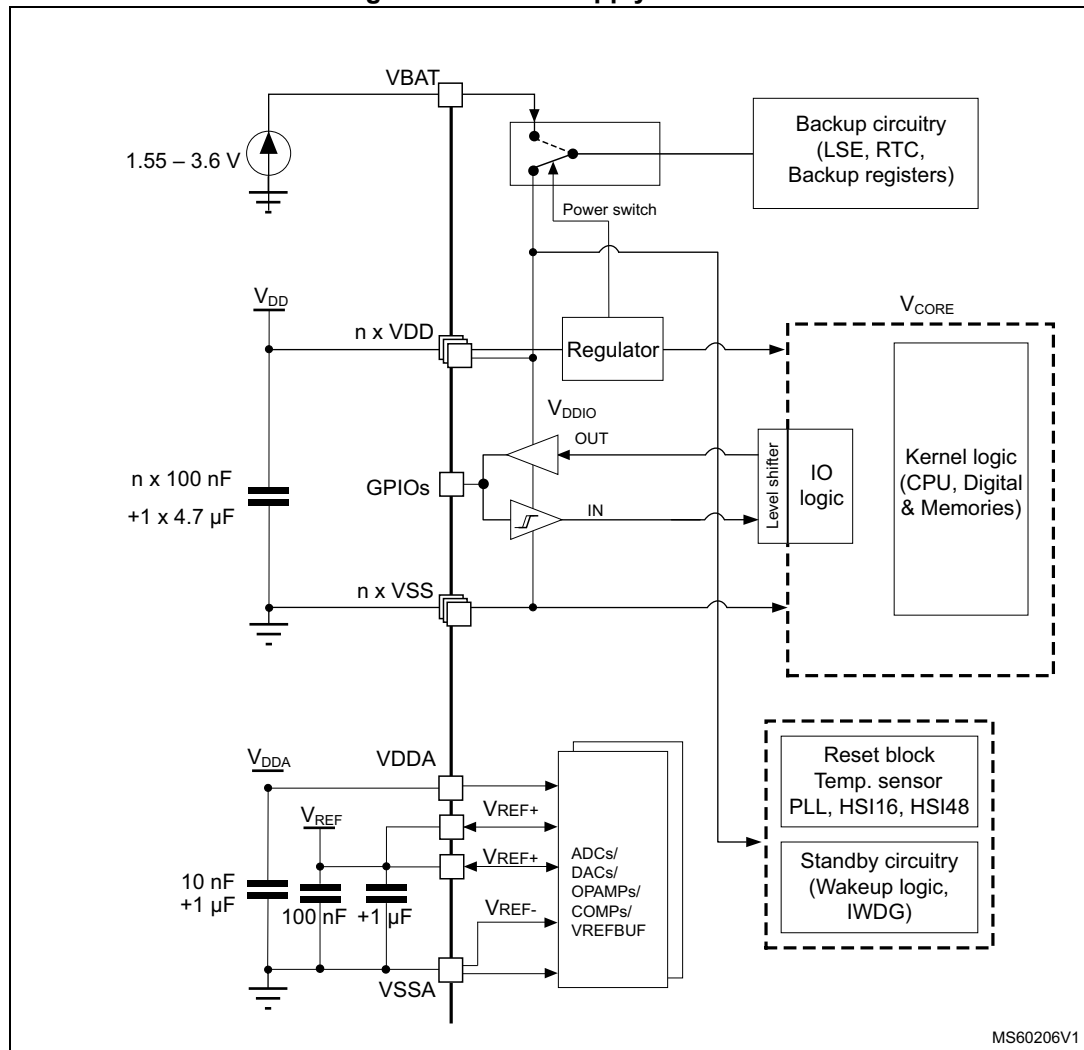 VBAT
1.55 – 3.6 V
Backup circuitry
(LSE, RTC,
Backup registers)
Power switch
VDD
n x VDD
Regulator
VCORE
VDDIO
OUT
n x 100 nF
+1 x 4.7 µF
GPIOs
IN
Level shifter
IO
logic
Kernel logic
(CPU, Digital
& Memories)
n x VSS
VDDA
VDDA
VREF
VREF+
VREF+
10 nF
+1 µF
100 nF
+1 µF
VREF-
ADCs/
DACs/
OPAMPs/
COMPs/
VREFBUF
VSSA
Reset block
Temp. sensor
PLL, HSI16, HSI48
Standby circuitry
(Wakeup logic,
IWDG)
MS60206V1